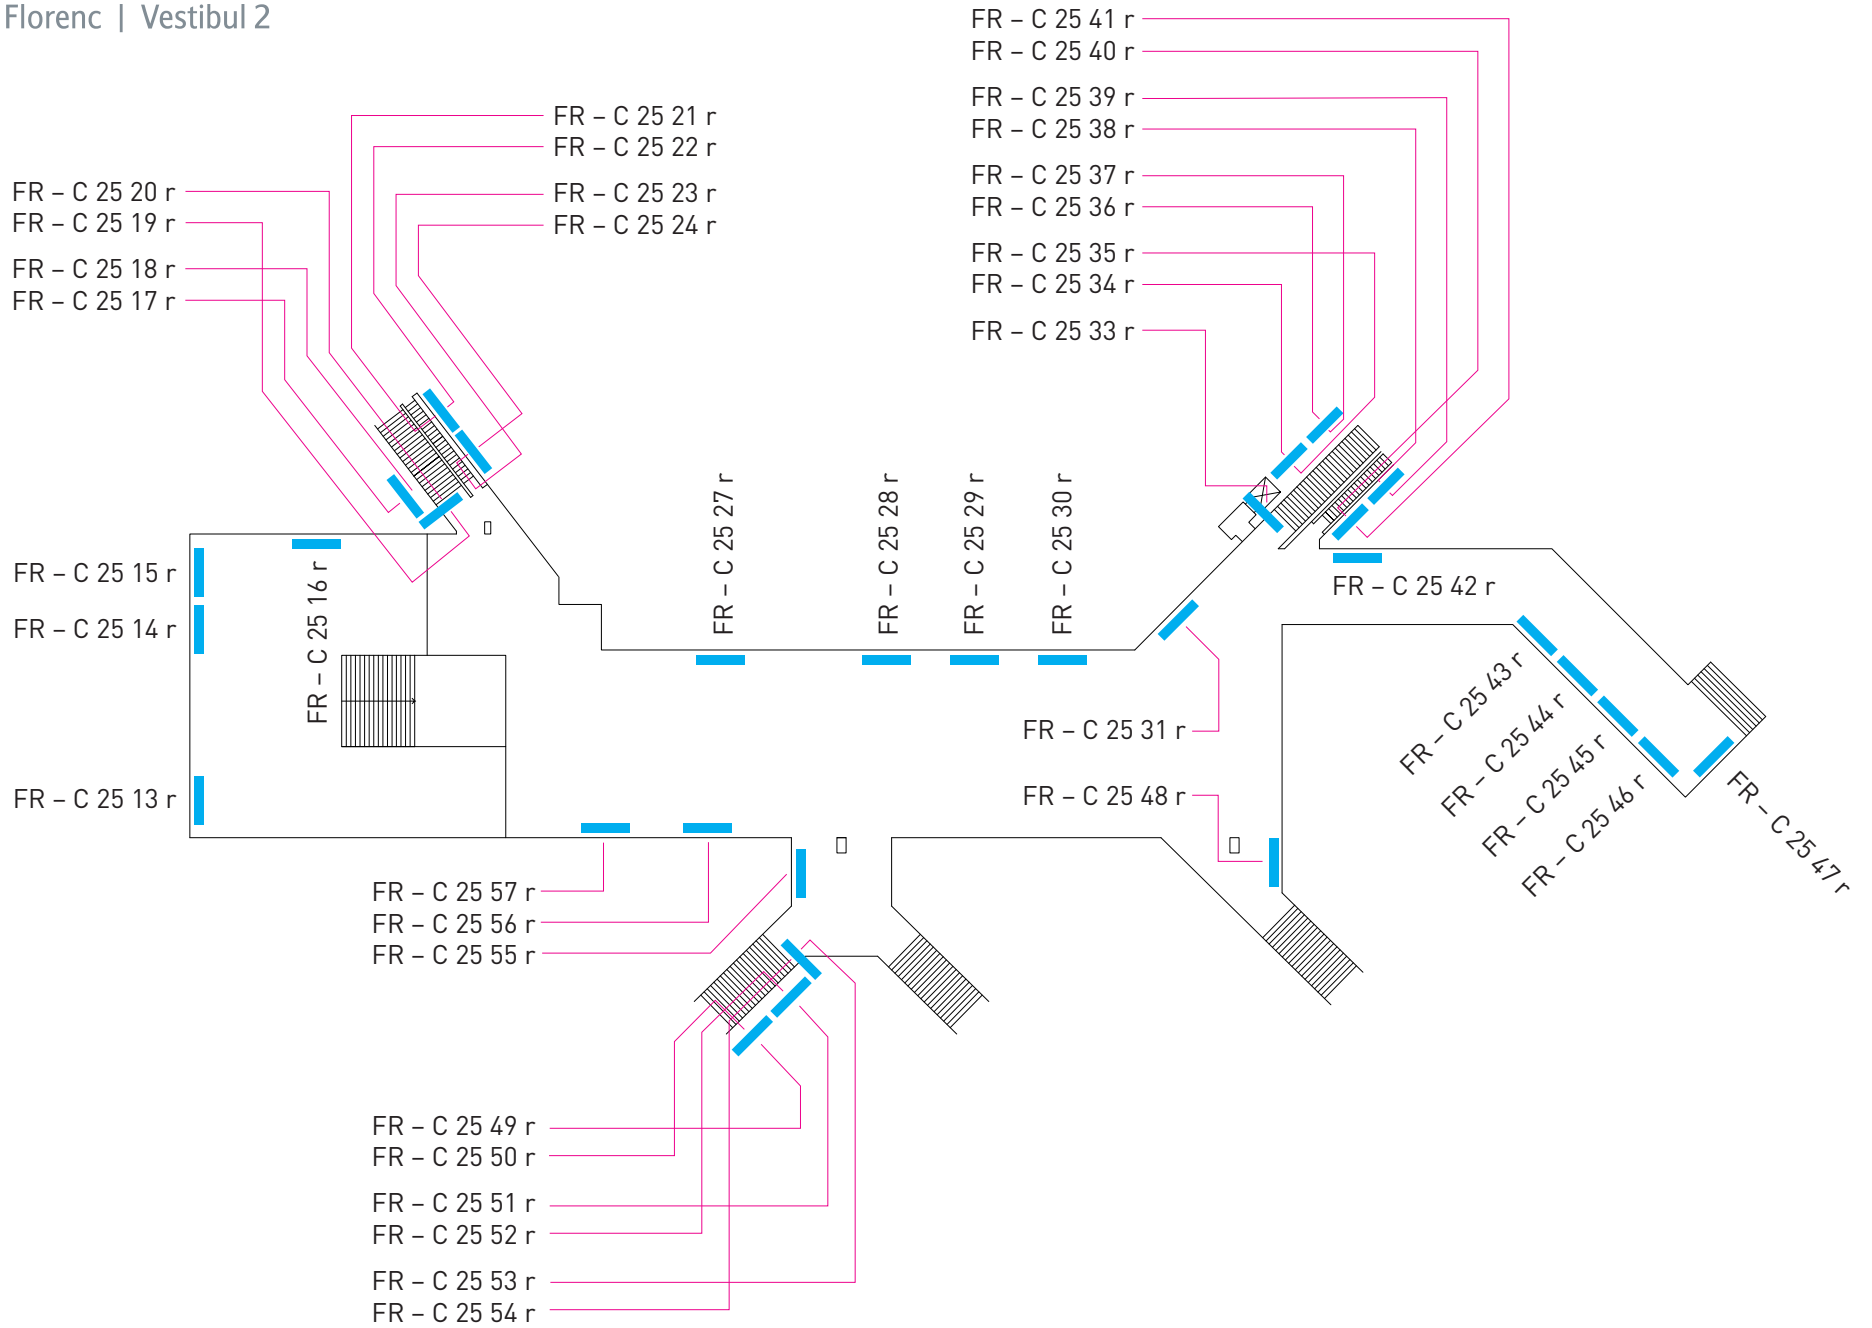 Florenc | Vestibul 2
FR – C 25 41 r
FR – C 25 40 r
FR – C 25 39 r
FR – C 25 38 r
FR – C 25 37 r
FR – C 25 36 r
FR – C 25 35 r
FR – C 25 34 r
FR – C 25 33 r
FR – C 25 21 r
FR – C 25 22 r
FR – C 25 23 r
FR – C 25 24 r
FR – C 25 20 r
FR – C 25 19 r
FR – C 25 18 r
FR – C 25 17 r
FR – C 25 15 r
FR – C 25 14 r
FR – C 25 16 r
FR – C 25 13 r
FR – C 25 27 r
FR – C 25 28 r
FR – C 25 29 r
FR – C 25 30 r
FR – C 25 42 r
FR – C 25 31 r
FR – C 25 48 r
FR – C 25 43 r
FR – C 25 44 r
FR – C 25 45 r
FR – C 25 46 r
FR – C 25 47 r
FR – C 25 57 r
FR – C 25 56 r
FR – C 25 55 r
FR – C 25 49 r
FR – C 25 50 r
FR – C 25 51 r
FR – C 25 52 r
FR – C 25 53 r
FR – C 25 54 r